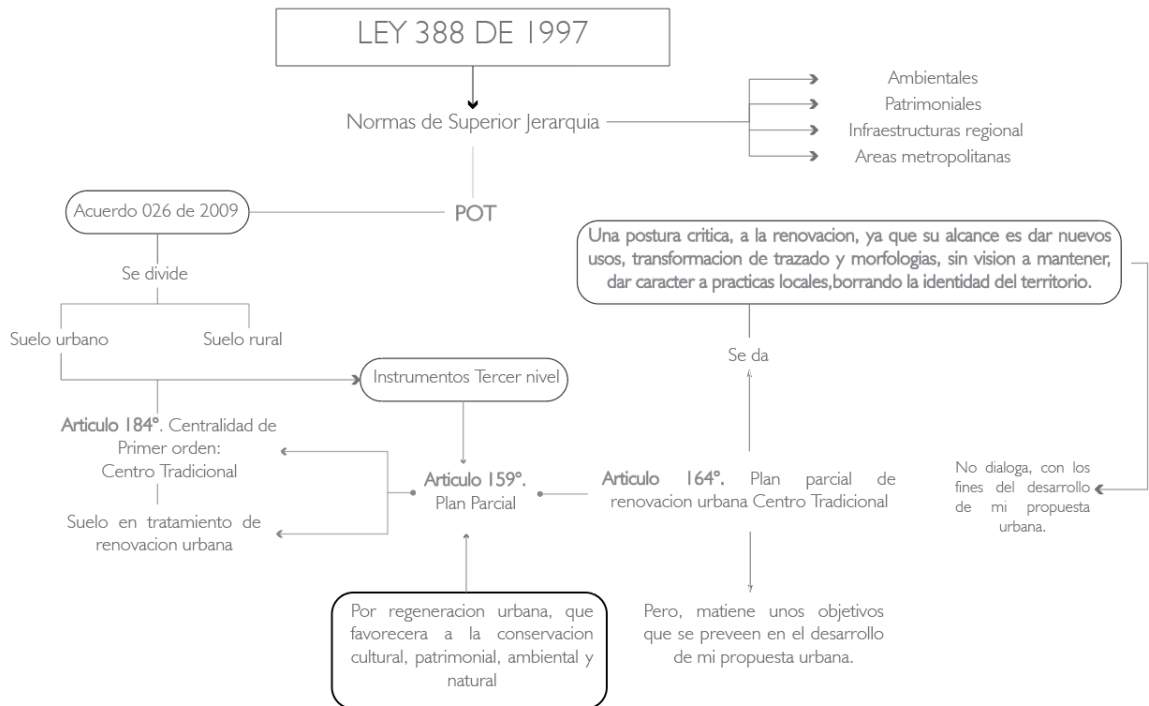 LEY 388 DE 1997
Normas de Superior Jerarquia
Ambientales
Patrimoniales
Infraestructuras regional
Areas metropolitanas
POT
Acuerdo 026 de 2009
Se divide
Suelo urbano
Suelo rural
Una postura critica, a la renovacion, ya que su alcance es dar nuevos
usos, transformacion de trazado y morfologias, sin vision a mantener,
dar caracter a practicas locales,borrando la identidad del territorio.
Se da
Instrumentos Tercer nivel
Articulo 184°. Centralidad de
Primer orden:
Centro Tradicional
Suelo en tratamiento de
renovacion urbana
Articulo 159°.
Plan Parcial
Articulo 164°. Plan parcial de
renovacion urbana Centro Tradicional
No dialoga, con los
fines del desarrollo
de mi propuesta
urbana.
Por regeneracion urbana, que
favorecera a la conservacion
cultural, patrimonial, ambiental y
natural
Pero, matiene unos objetivos
que se preveen en el desarrollo
de mi propuesta urbana.